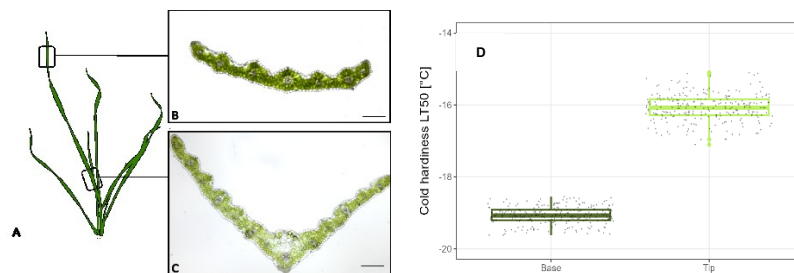 A
B
C
D
Cold hardiness LT50 [°C]
-14
-16
-18
-20
Base
Tip